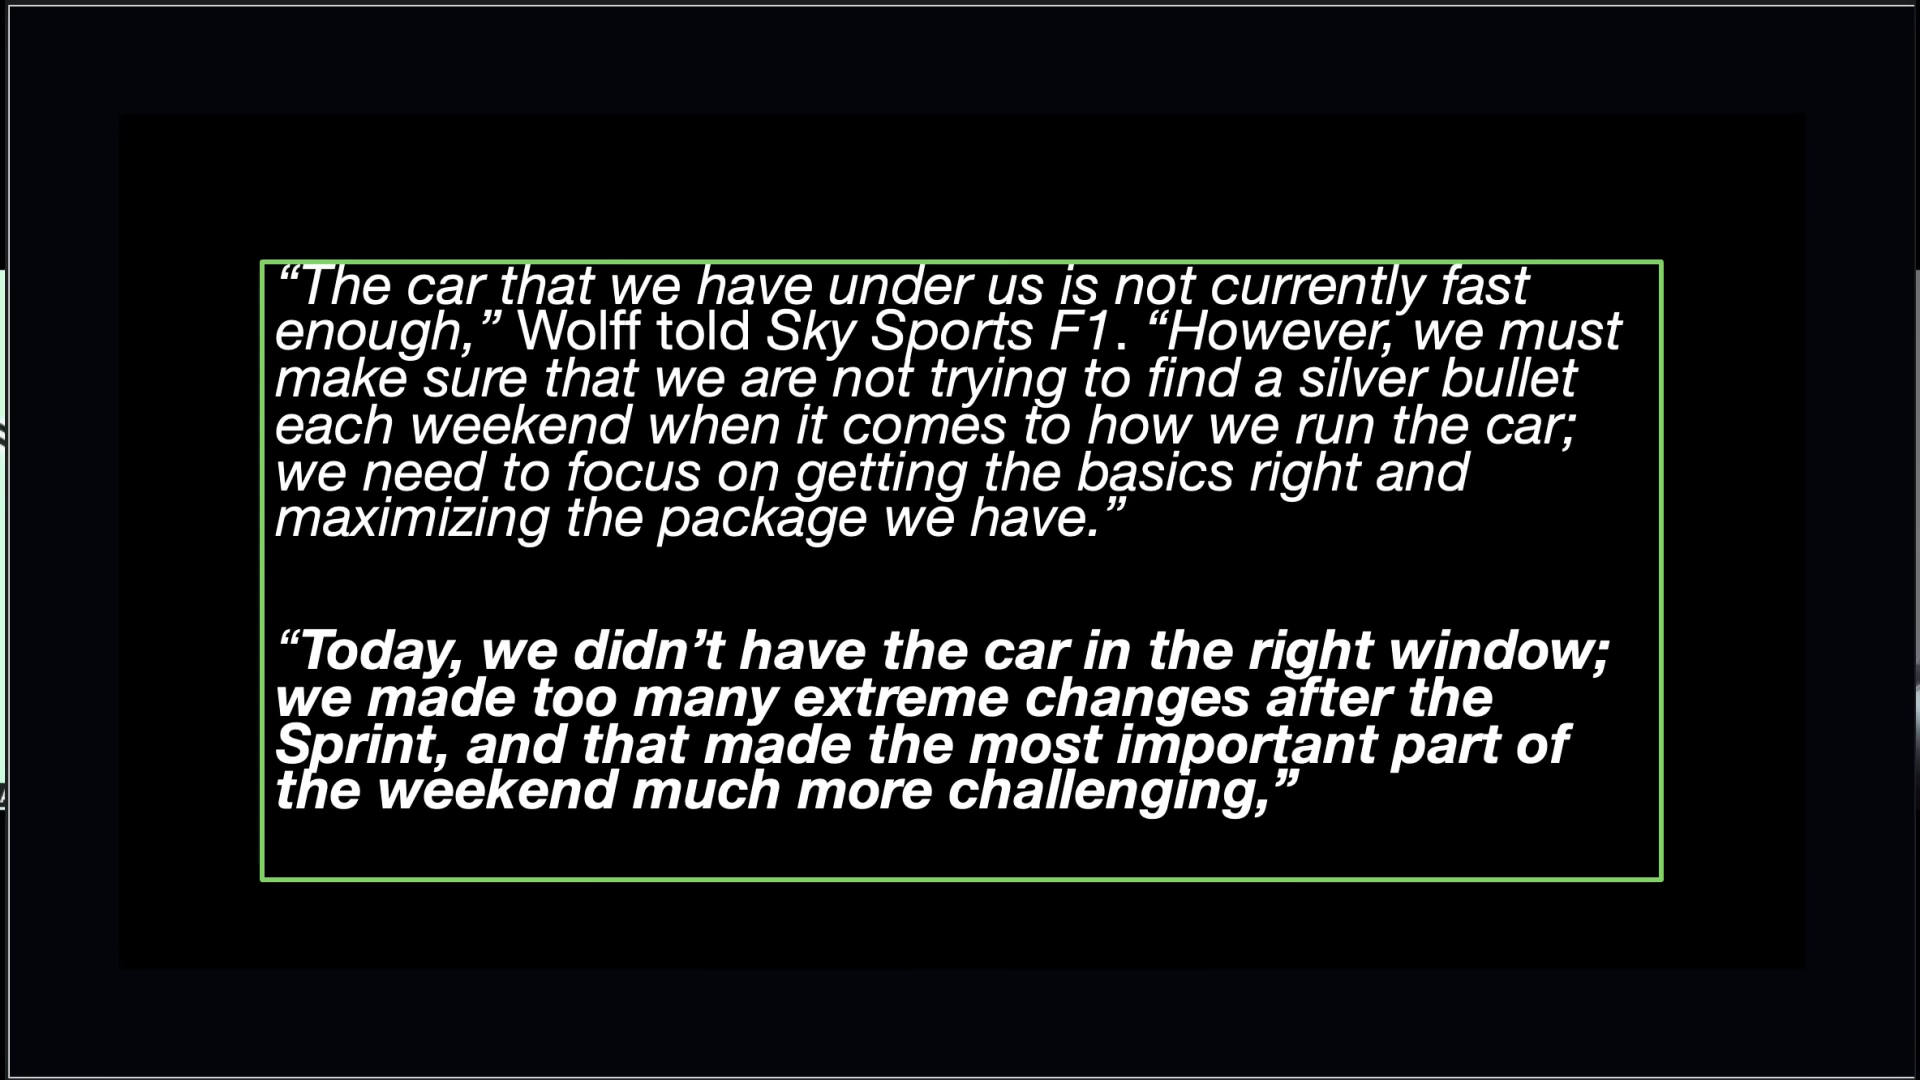 “The car that we have under us is not currently fast
enough,” Wolff told Sky Sports F1. “However, we must
make sure that we are not trying to find a silver bullet
each weekend when it comes to how we run the car;
we need to focus on getting the basics right and
maximizing the package we have.”
“Today, we didn’t have the car in the right window;
we made too many extreme changes after the
Sprint, and that made the most important part of
the weekend much more challenging,”